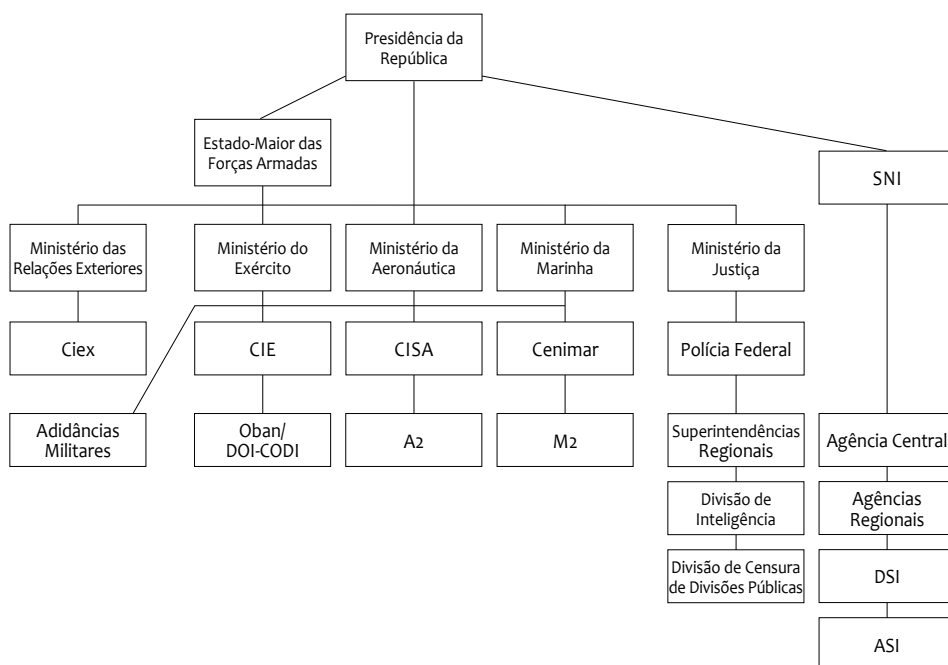 Presidência da
República
Estado-Maior das
Forças Armadas
SNI
Ministério das
Relações Exteriores
Ministério do
Exército
Ministério da
Aeronáutica
Ministério da
Marinha
Ministério da
Justiça
Ciex
CIE
CISA
Cenimar
Polícia Federal
Adidâncias
Militares
Oban/
DOI-CODI
A2
M2
Superintendências
Regionais
Agência Central
Divisão de
Inteligência
Agências
Regionais
Divisão de Censura
de Divisões Públicas
DSI
ASI